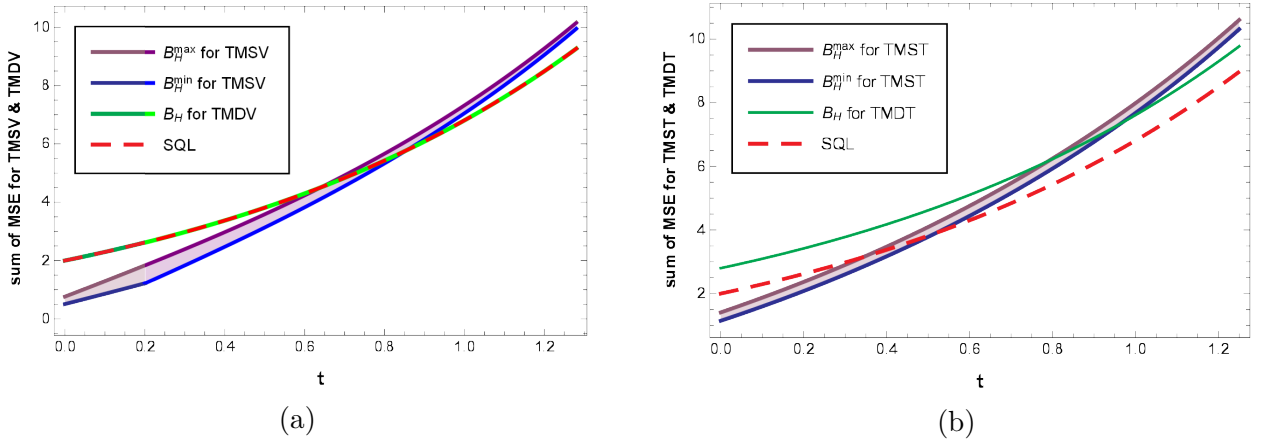 sum of MSE for TMSV & TMDV
10
8
6
4
2
0
B_H^max for TMSV
B_H^min for TMSV
B_H for TMDV
SQL
0.0 0.2 0.4 0.6 0.8 1.0 1.2
t
(a)
sum of MSE for TMST & TMDT
10
8
6
4
2
B_H^max for TMST
B_H^min for TMST
B_H for TMDT
SQL
0.0 0.2 0.4 0.6 0.8 1.0 1.2
t
(b)